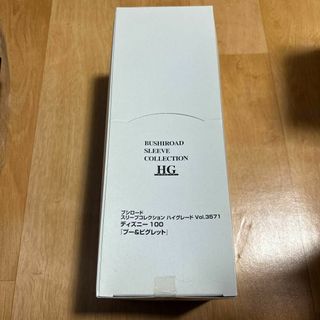 BUSHIROAD
SLEEVE
COLLECTION
HG
ブシロード
スリーブコレクション ハイグレード Vol.3571
ディズニー 100
『プー&ピグレット』